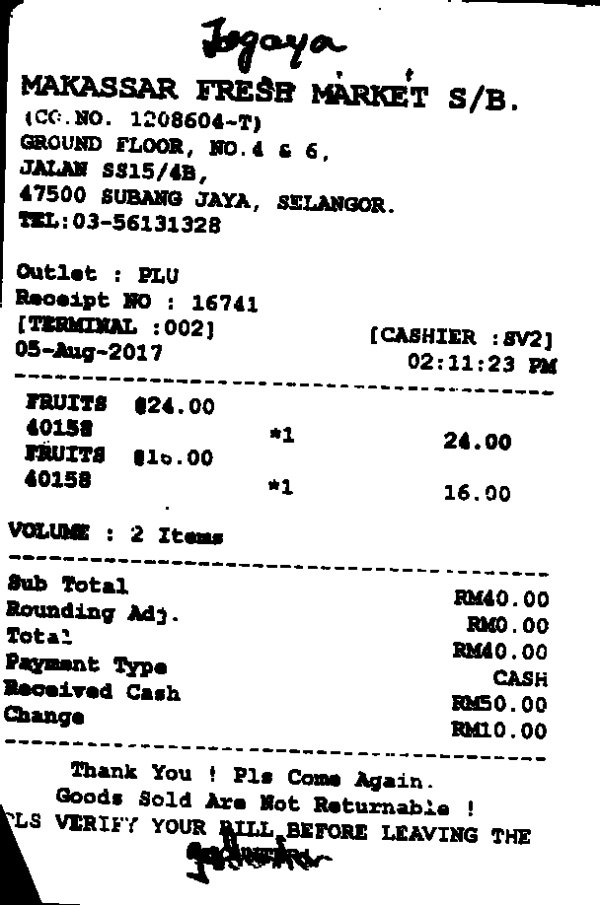 Jogaya
MAKASSAR FRESH MARKET S/B.
(CO.NO. 1208604-T)
GROUND FLOOR, NO.4 & 6,
JALAN SS15/4B,
47500 SUBANG JAYA, SELANGOR.
TEL:03-56131328
Outlet : PLU
Receipt NO : 16741
[TERMINAL :002] [CASHIER :SV2]
05-Aug-2017 02:11:23 PM
FRUITS @24.00
40158 *1 24.00
FRUITS @16.00
40158 *1 16.00
VOLUME : 2 Items
Sub Total RM40.00
Rounding Adj. RM0.00
Total RM40.00
Payment Type CASH
Received Cash RM50.00
Change RM10.00
Thank You ! Pls Come Again.
Goods Sold Are Not Returnable !
PLS VERIFY YOUR BILL BEFORE LEAVING THE